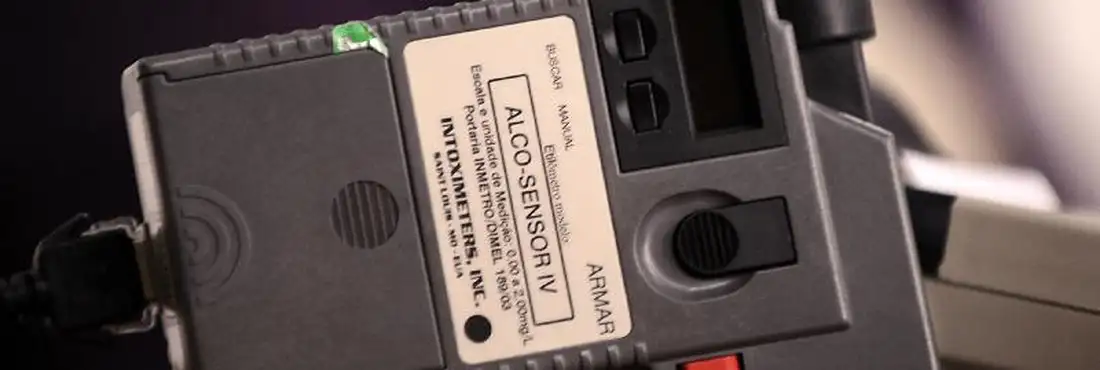 BUSCAR MANUAL
ARMAR
Etilômetro modelo
ALCO-SENSOR IV
Escala e unidade de Medição: 0,00 a 2,00mg/L
Portaria INMETRO/DIMEL 189/03
INTOXIMETERS, INC.
SAINT LOUIS - MO - EUA